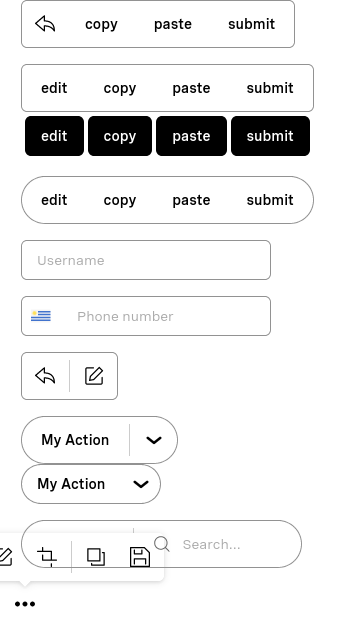 copy paste submit
edit copy paste submit
edit copy paste submit
edit copy paste submit
Username
Phone number
My Action
My Action
Search...